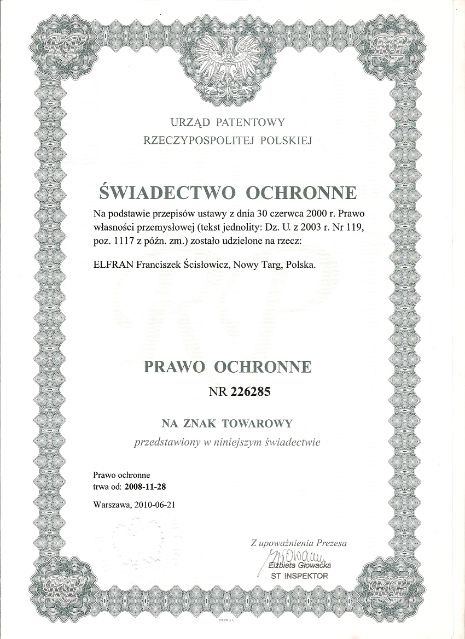 URZĄD PATENTOWY
RZECZYPOSPOLITEJ POLSKIEJ
ŚWIADECTWO OCHRONNE
Na podstawie przepisów ustawy z dnia 30 czerwca 2000 r. Prawo
własności przemysłowej (tekst jednolity: Dz. U. z 2003 r. Nr 119,
poz. 1117 z późn. zm.) zostało udzielone na rzecz:
ELFRAN Franciszek Ścisłowicz, Nowy Targ, Polska.
RP
PRAWO OCHRONNE
NR 226285
NA ZNAK TOWAROWY
przedstawiony w niniejszym świadectwie
Prawo ochronne
trwa od: 2008-11-28
Warszawa, 2010-06-21
Z upoważnienia Prezesa
Elżbieta Głowacka
ST INSPEKTOR